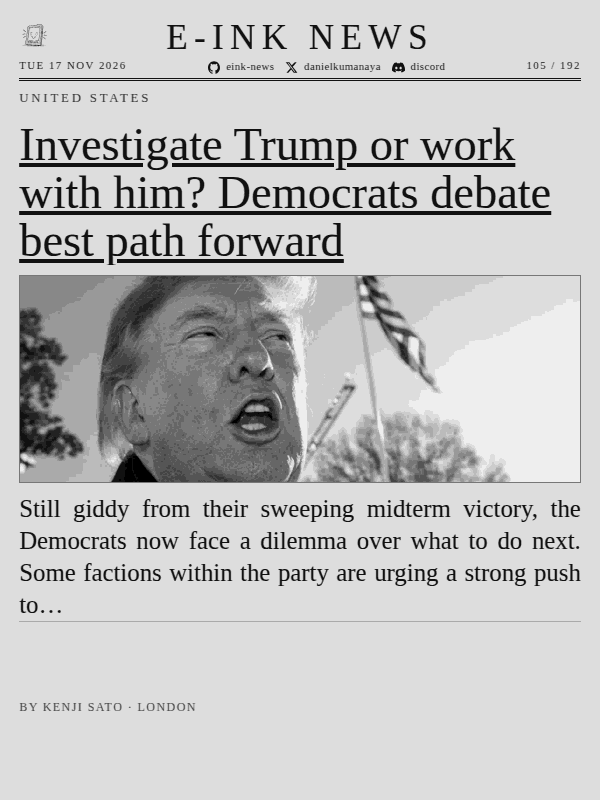 E-INK NEWS
TUE 17 NOV 2026
eink-news danielkumanaya discord
105 / 192
UNITED STATES
Investigate Trump or work
with him? Democrats debate
best path forward
Still giddy from their sweeping midterm victory, the
Democrats now face a dilemma over what to do next.
Some factions within the party are urging a strong push
to…
BY KENJI SATO · LONDON